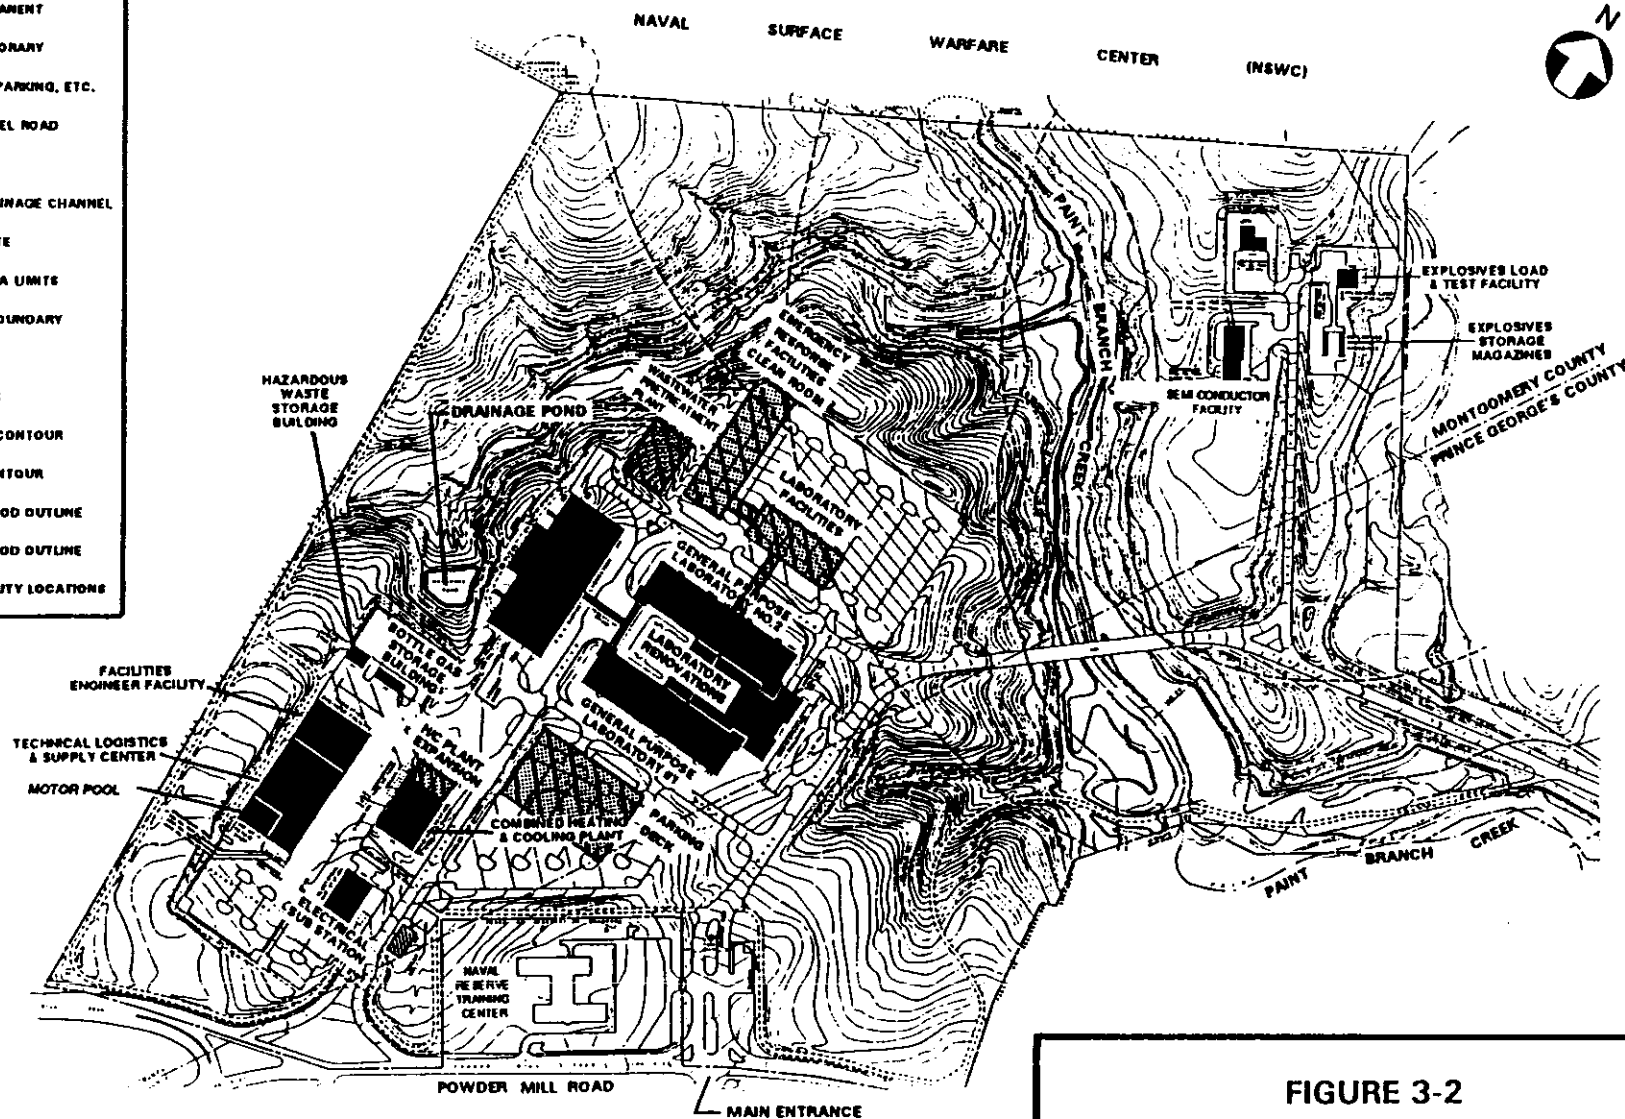 ANENT
ORARY
PARKING, ETC.
EL ROAD
INAGE CHANNEL
TE
A LIMITS
OUNDARY
CONTOUR
NTOUR
OD OUTLINE
OD OUTLINE
ITY LOCATIONS
NAVAL SURFACE WARFARE CENTER (NSWC)
N
PAINT BRANCH CREEK
EXPLOSIVES LOAD
& TEST FACILITY
EXPLOSIVES
STORAGE
MAGAZINES
MONTGOMERY COUNTY
PRINCE GEORGE'S COUNTY
SEMI CONDUCTOR
FACILITY
EMERGENCY
RESPONSE
FACILITIES
CLEAN ROOM
WASTEWATER
PRETREATMENT
PLANT
HAZARDOUS
WASTE
STORAGE
BUILDING
DRAINAGE POND
LABORATORY
FACILITIES
GENERAL PURPOSE
LABORATORY NO. 2
LABORATORY
RENOVATIONS
GENERAL PURPOSE
LABORATORY #1
BOTTLE GAS
STORAGE
BUILDING
FACILITIES
ENGINEER FACILITY
TECHNICAL LOGISTICS
& SUPPLY CENTER
MOTOR POOL
HC PLANT
EXPANSION
COMBINED HEATING
& COOLING PLANT
PARKING
DECK
ELECTRICAL
SUB STATION
NAVAL
RESERVE
TRAINING
CENTER
PAINT BRANCH CREEK
POWDER MILL ROAD
MAIN ENTRANCE
FIGURE 3-2